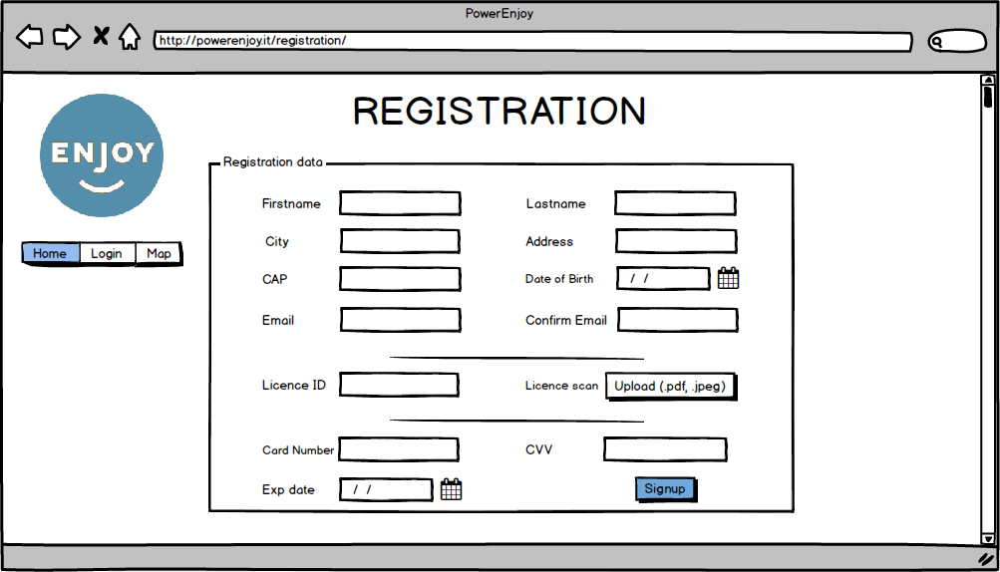 PowerEnjoy
http://powerenjoy.it/registration/
REGISTRATION
ENJOY
Registration data
Firstname
Lastname
Home Login Map
City
Address
CAP
Date of Birth / /
Email
Confirm Email
Licence ID
Licence scan Upload (.pdf, .jpeg)
Card Number
CVV
Exp date / /
Signup